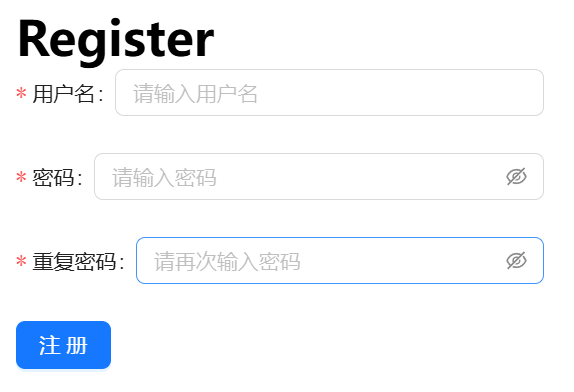 Register
* 用户名: 请输入用户名
* 密码: 请输入密码
* 重复密码: 请再次输入密码
注 册